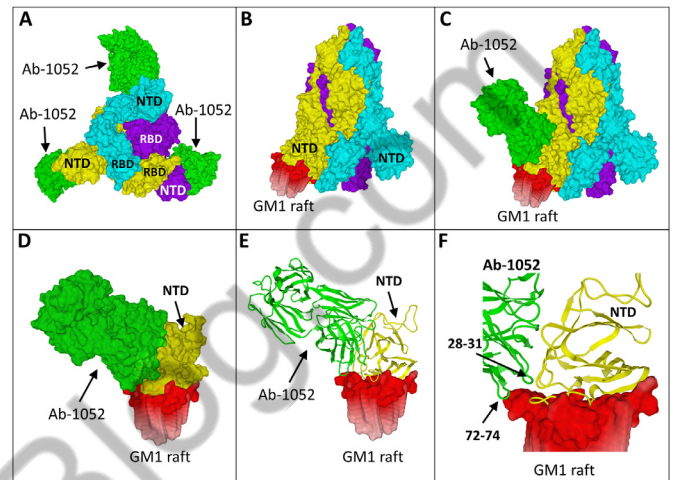 A
Ab-1052
NTD
Ab-1052
Ab-1052
NTD
RBD
RBD
RBD
NTD
B
NTD
NTD
GM1 raft
C
Ab-1052
GM1 raft
D
NTD
Ab-1052
GM1 raft
E
NTD
Ab-1052
GM1 raft
F
Ab-1052
NTD
28-31
72-74
GM1 raft
Blog.com